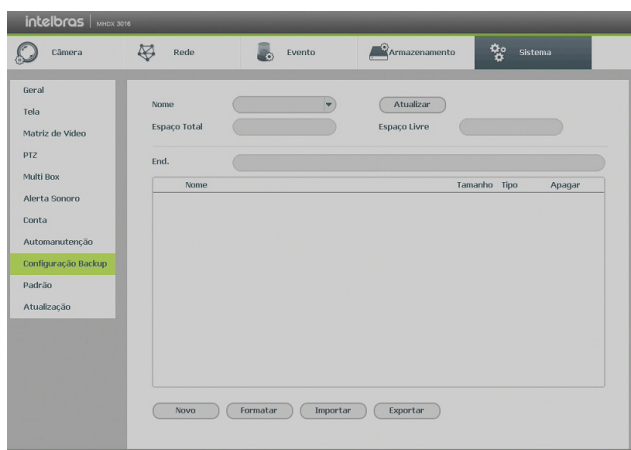 intelbras | MHDX 3016
Câmera Rede Evento Armazenamento Sistema
Geral
Tela
Matriz de Vídeo
PTZ
Multi Box
Alerta Sonoro
Conta
Automanutenção
Configuração Backup
Padrão
Atualização
Nome Atualizar
Espaço Total Espaço Livre
End.
Nome Tamanho Tipo Apagar
Novo Formatar Importar Exportar